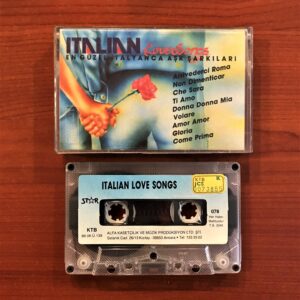 ITALIAN
Love Songs
EN GÜZEL İTALYANCA AŞK ŞARKILARI
Arrivederci Roma
Non Dimenticar
Che Sara
Ti Amo
Donna Donna Mia
Volare
Amor Amor
Gloria
Come Prima
ITALIAN LOVE SONGS
KTB
K
STAR
078
KTB
ALFA KASETÇİLİK VE MÜZİK PRODÜKSİYON LTD. ŞTİ.